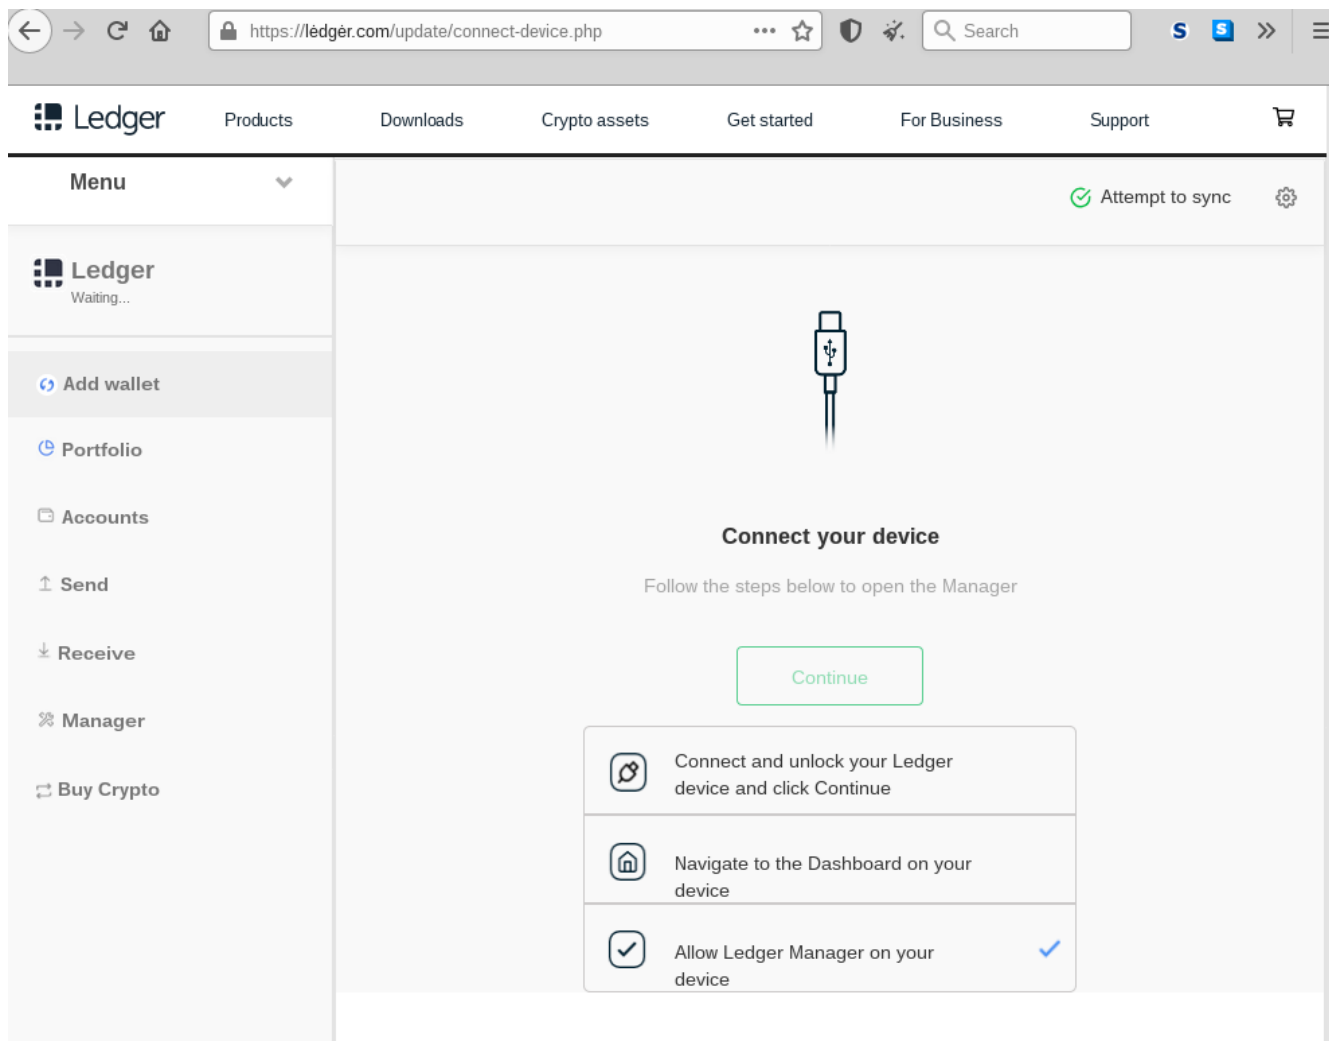 https://lėdgėr.com/update/connect-device.php
Search
S
S
Ledger
Products
Downloads
Crypto assets
Get started
For Business
Support
Menu
Attempt to sync
Ledger
Waiting...
Add wallet
Portfolio
Accounts
Send
Receive
Manager
Buy Crypto
Connect your device
Follow the steps below to open the Manager
Continue
Connect and unlock your Ledger
device and click Continue
Navigate to the Dashboard on your
device
Allow Ledger Manager on your
device